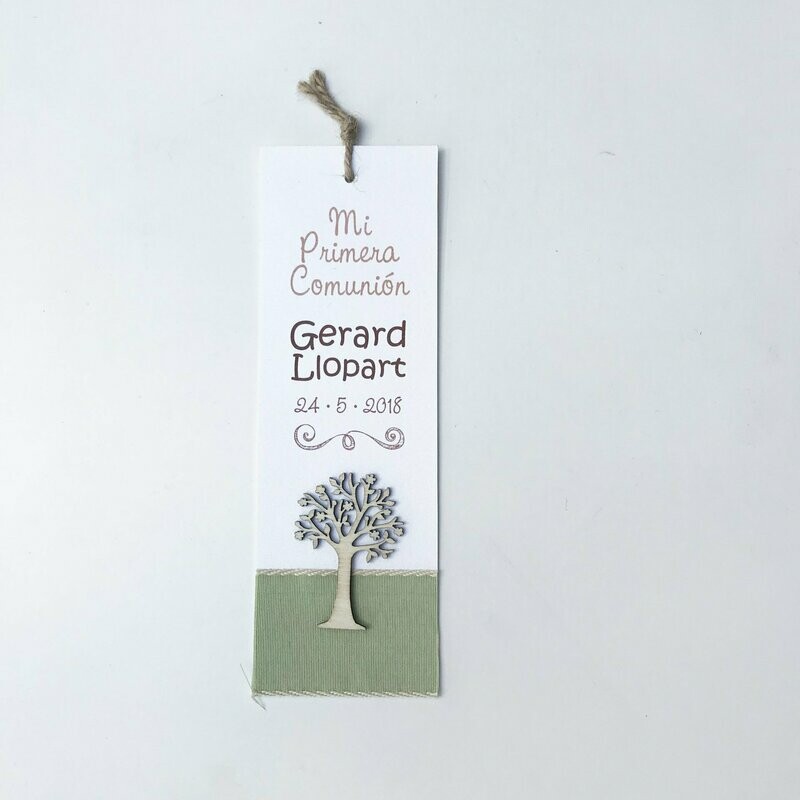 Mi
Primera
Comunión
Gerard
Llopart
24 · 5 · 2018